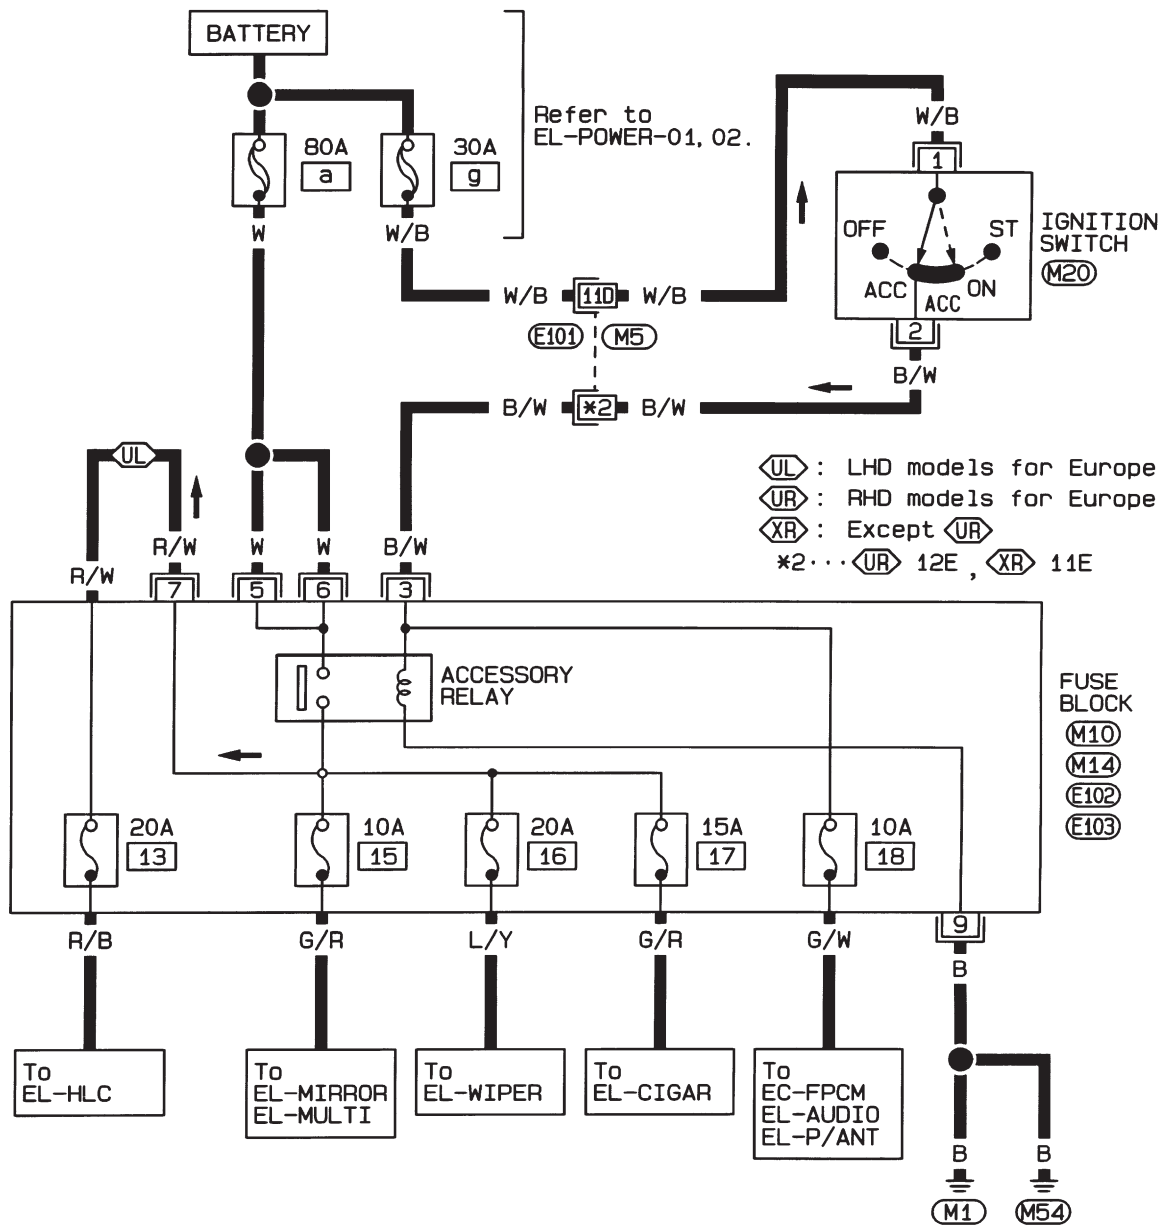 BATTERY
80A
a
30A
g
Refer to
EL-POWER-01, 02.
W
W/B
W/B
1
OFF
ST
ACC
ON
ACC
2
IGNITION
SWITCH
M20
W/B
11D
W/B
E101
M5
B/W
B/W
*2
B/W
UL
UL : LHD models for Europe
UR : RHD models for Europe
XR : Except UR
*2··· UR 12E , XR 11E
R/W
R/W
W
W
B/W
7
5
6
3
ACCESSORY
RELAY
FUSE
BLOCK
M10
M14
E102
E103
20A
13
10A
15
20A
16
15A
17
10A
18
9
R/B
G/R
L/Y
G/R
G/W
B
To
EL-HLC
To
EL-MIRROR
EL-MULTI
To
EL-WIPER
To
EL-CIGAR
To
EC-FPCM
EL-AUDIO
EL-P/ANT
B
B
M1
M54